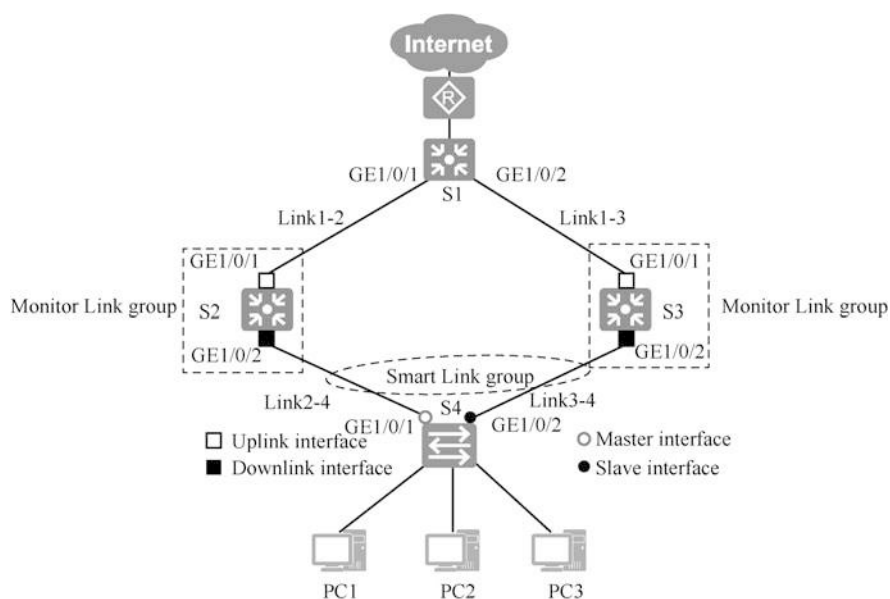 Internet
R
GE1/0/1
GE1/0/2
S1
Link1-2
Link1-3
GE1/0/1
GE1/0/1
Monitor Link group
S2
S3
Monitor Link group
GE1/0/2
GE1/0/2
Smart Link group
Link2-4
S4
Link3-4
GE1/0/1
GE1/0/2
Uplink interface
Master interface
Downlink interface
Slave interface
PC1
PC2
PC3